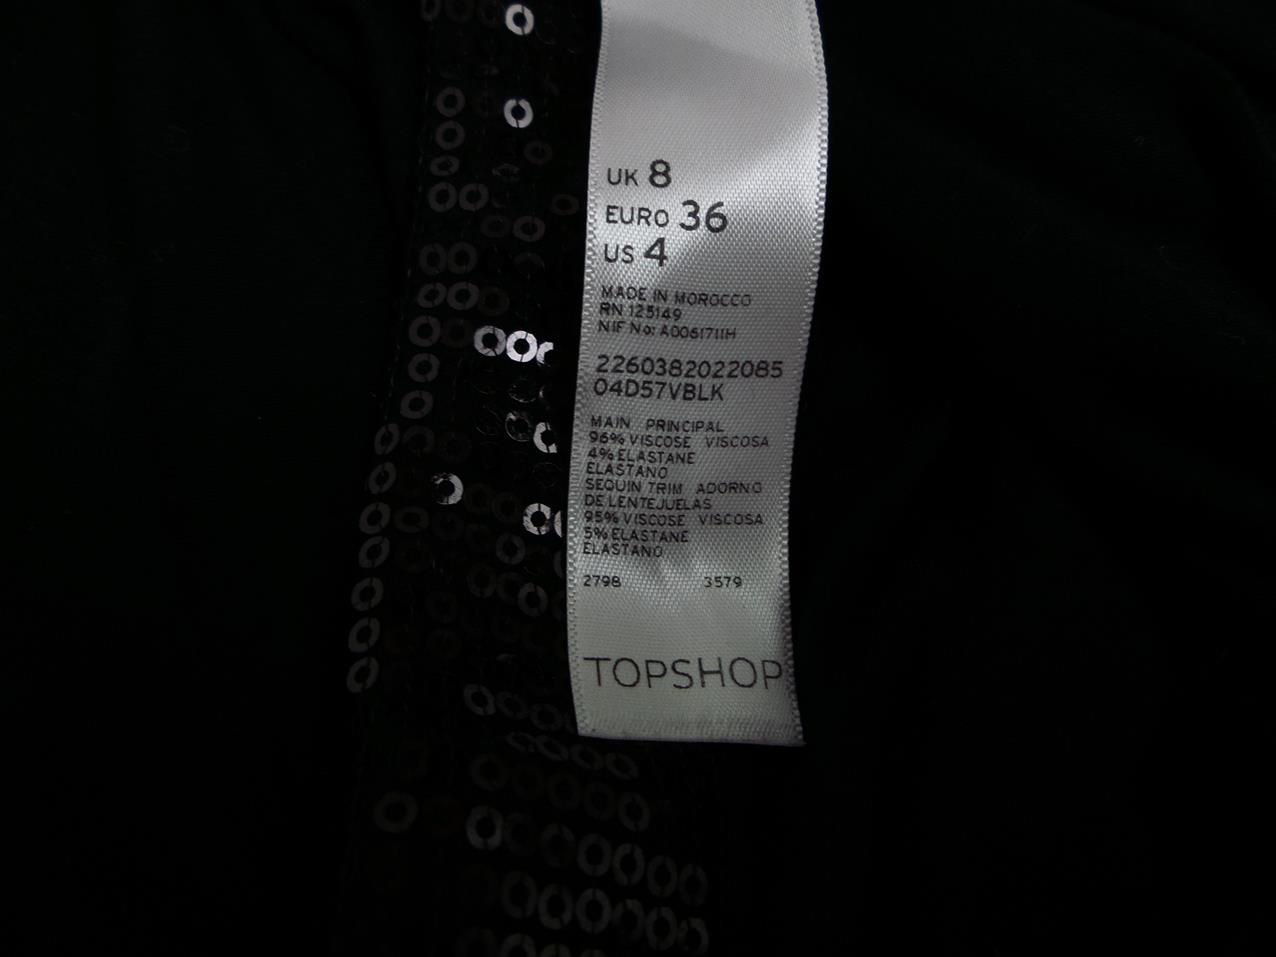 UK 8
EURO 36
US 4
MADE IN MOROCCO
RN 125149
NIF No: A0061711H
2260382022085
04D57VBLK
MAIN PRINCIPAL
96% VISCOSE VISCOSA
4% ELASTANE
ELASTANO
SEQUIN TRIM ADORNO
DE LENTEJUELAS
95% VISCOSE VISCOSA
5% ELASTANE
ELASTANO
2798 3579
TOPSHOP